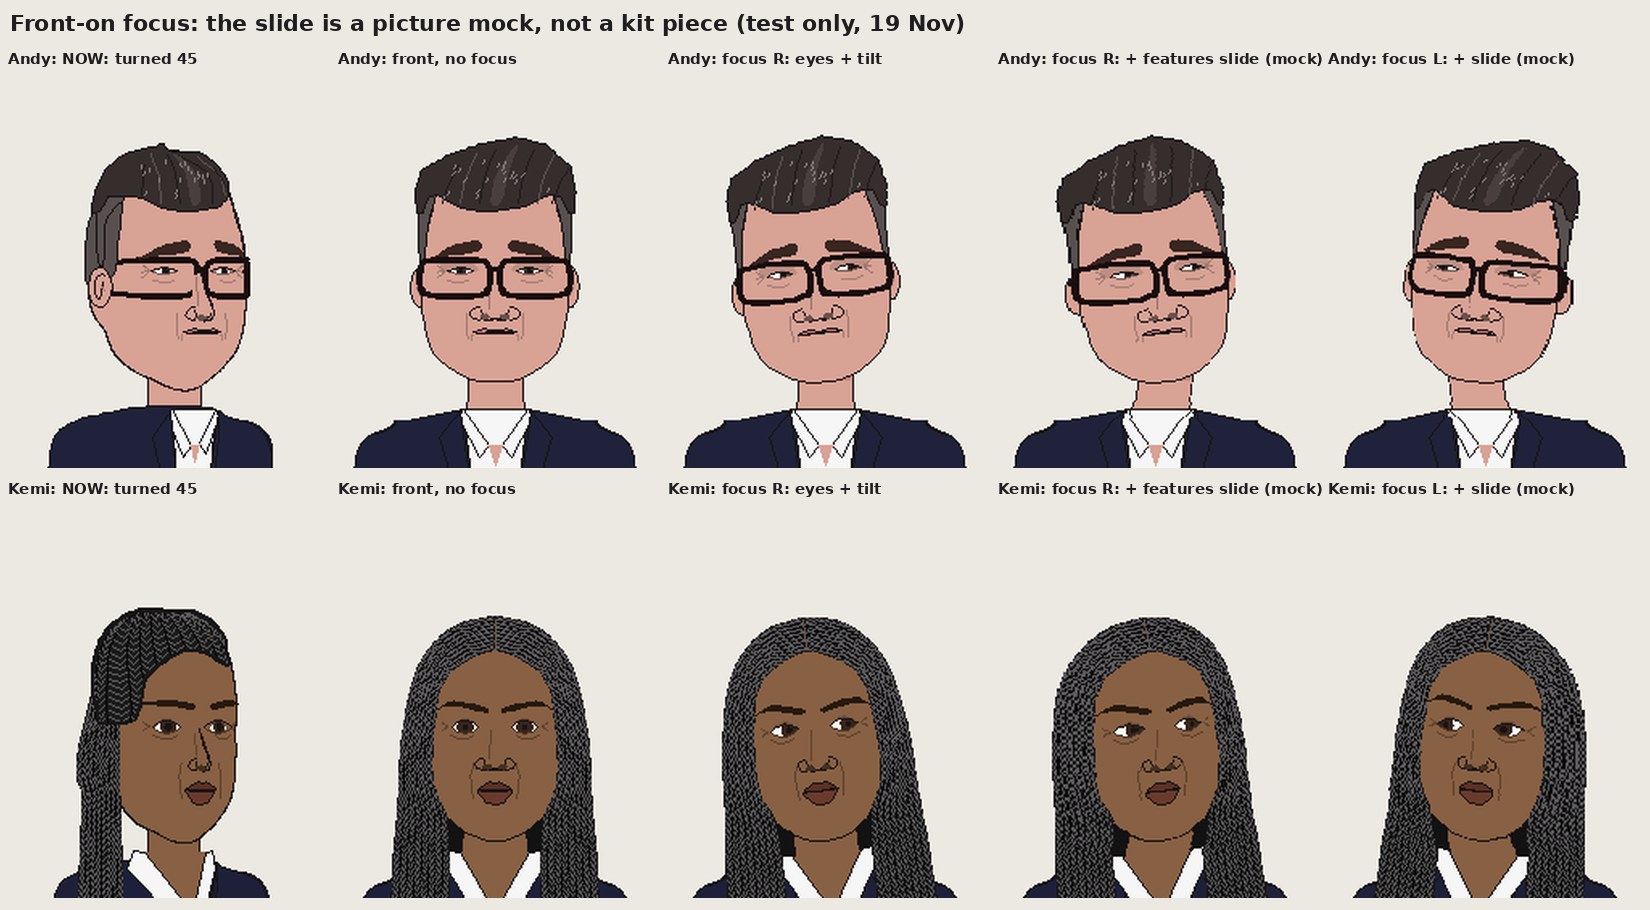 Front-on focus: the slide is a picture mock, not a kit piece (test only, 19 Nov)
Andy: NOW: turned 45
Andy: front, no focus
Andy: focus R: eyes + tilt
Andy: focus R: + features slide (mock)
Andy: focus L: + slide (mock)
Kemi: NOW: turned 45
Kemi: front, no focus
Kemi: focus R: eyes + tilt
Kemi: focus R: + features slide (mock)
Kemi: focus L: + slide (mock)